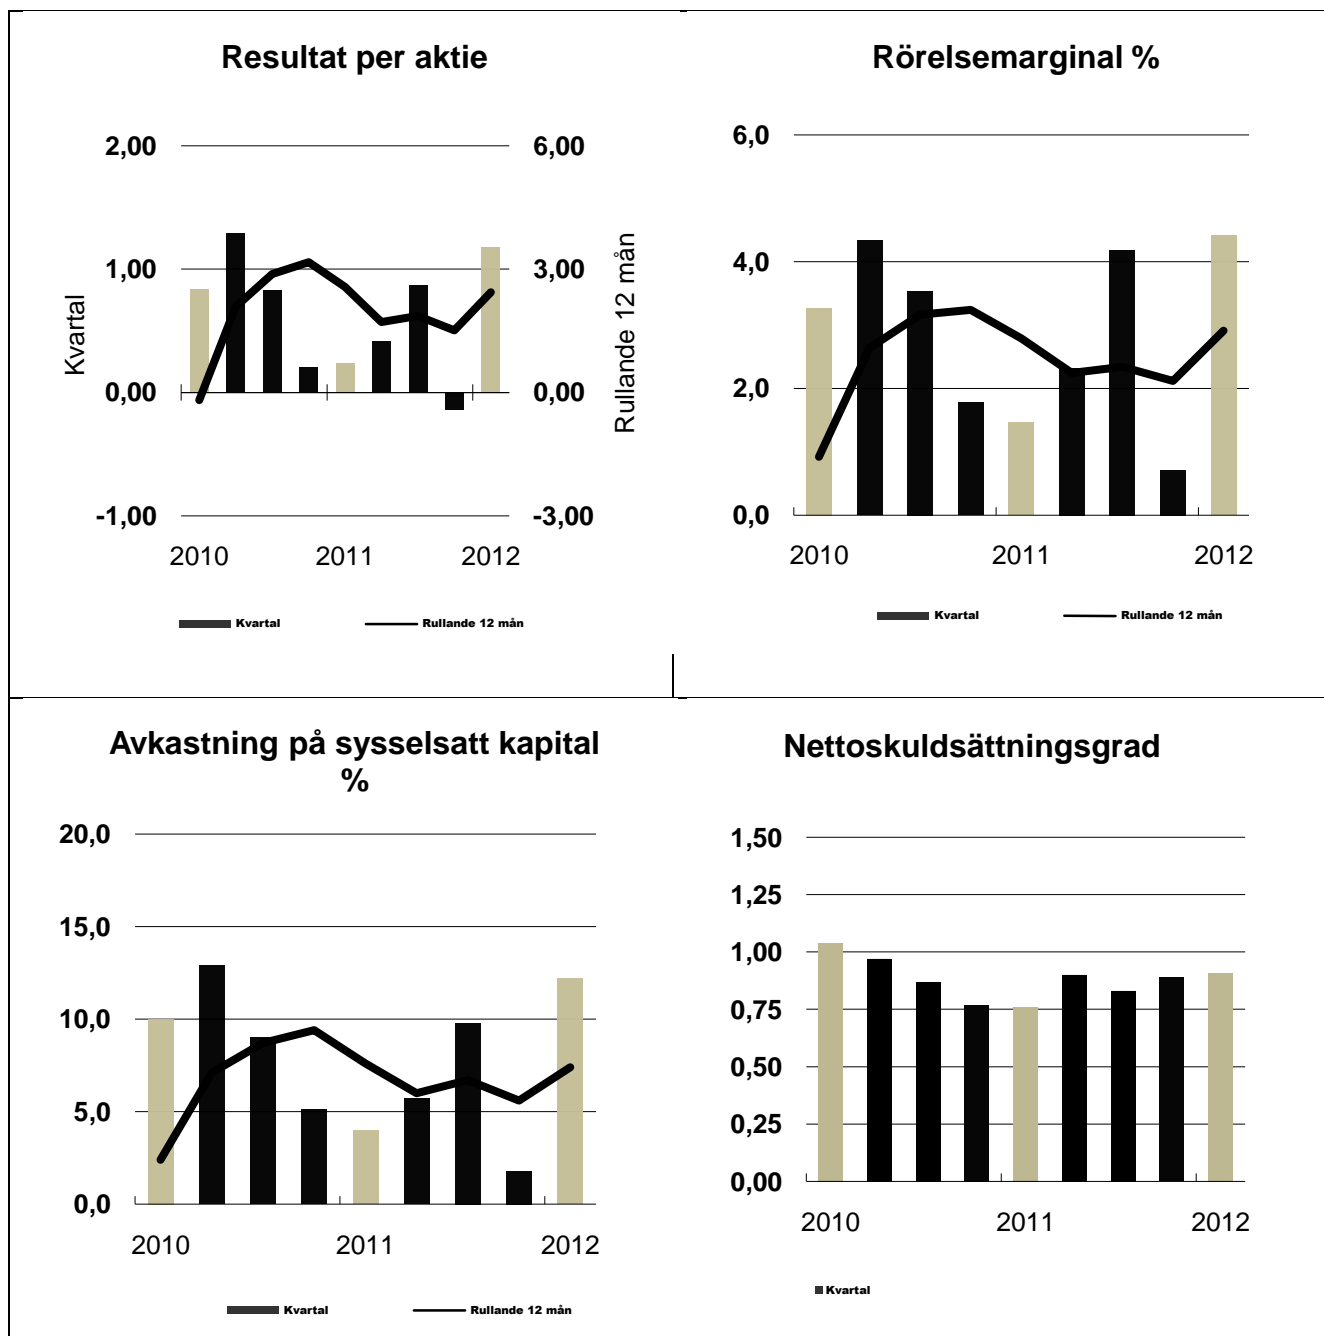 Resultat per aktie
2,00
6,00
1,00
3,00
0,00
0,00
-1,00
-3,00
Kvartal
Rullande 12 mån
2010 2011 2012
Kvartal Rullande 12 mån
Rörelsemarginal %
6,0
4,0
2,0
0,0
2010 2011 2012
Kvartal Rullande 12 mån
Avkastning på sysselsatt kapital
%
20,0
15,0
10,0
5,0
0,0
2010 2011 2012
Kvartal Rullande 12 mån
Nettoskuldsättningsgrad
1,50
1,25
1,00
0,75
0,50
0,25
0,00
2010 2011 2012
Kvartal